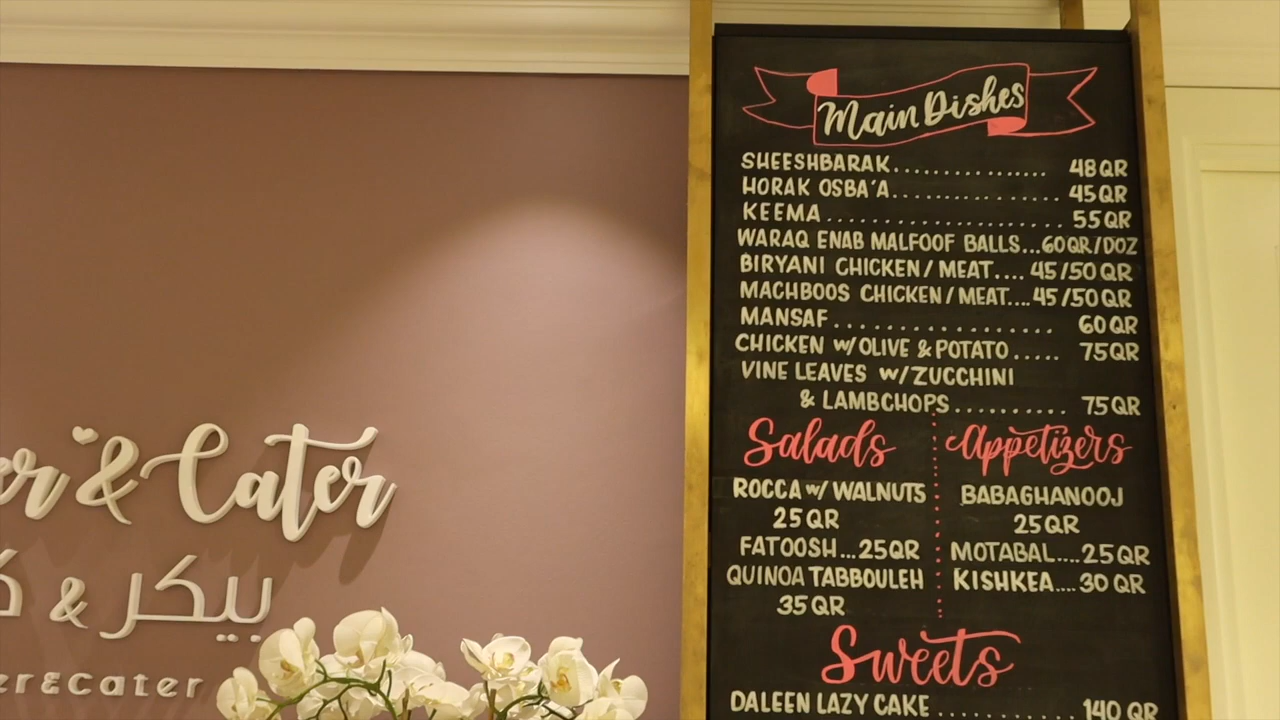 & Cater
بيكر &
Main Dishes
SHEESHBARAK................ 48QR
HORAK OSBA'A................ 45QR
KEEMA........................ 55QR
WARAQ ENAB MALFOOF BALLS...60QR/DOZ
BIRYANI CHICKEN/MEAT.... 45/50QR
MACHBOOS CHICKEN/MEAT....45/50QR
MANSAF.................... 60QR
CHICKEN w/OLIVE & POTATO..... 75QR
VINE LEAVES w/ZUCCHINI
& LAMBCHOPS.......... 75QR
Salads
ROCCA w/ WALNUTS
25QR
FATOOSH...25QR
QUINOA TABBOULEH
35QR
Appetizers
BABAGHANOOJ
25QR
MOTABAL....25QR
KISHKEA....30QR
Sweets
DALEEN LAZY CAKE ............140QR